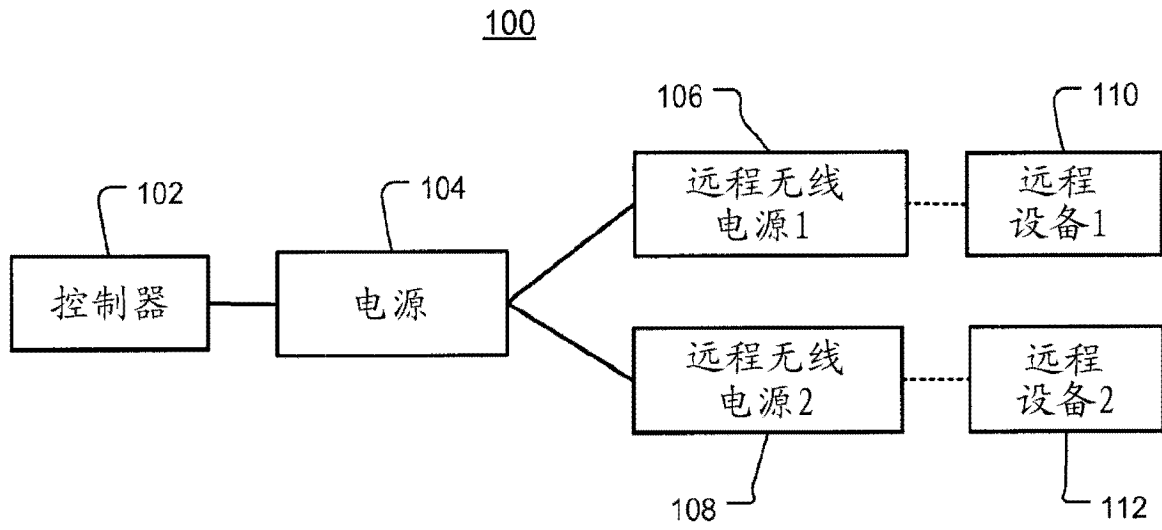 100
106
110
远程无线
电源1
远程
设备1
102
104
控制器
电源
远程无线
电源2
远程
设备2
108
112